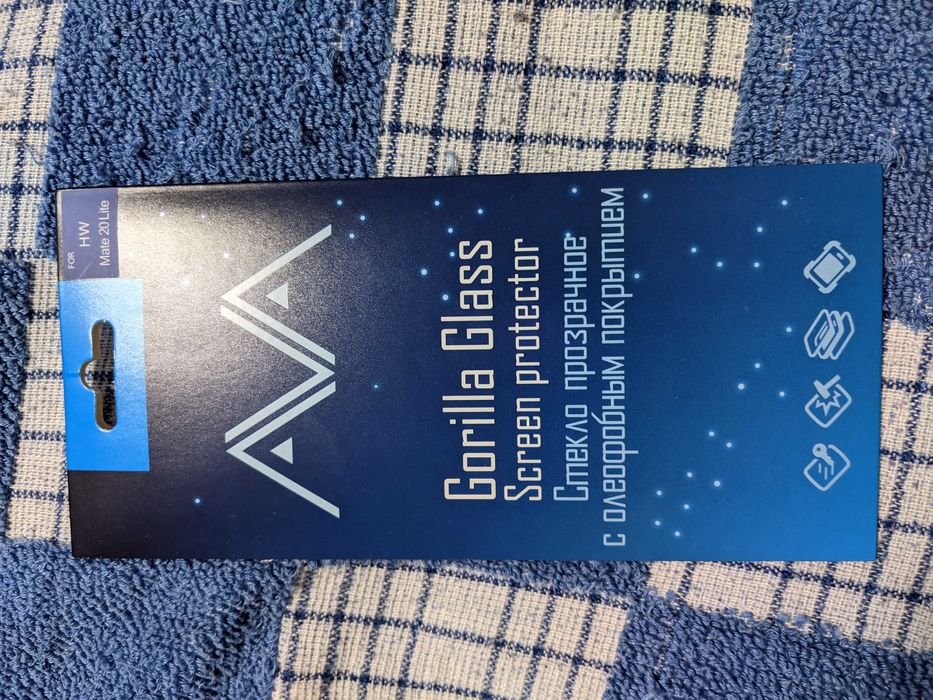 FOR
HW
Mate 20 Lite
Gorilla Glass
Screen protector
Стекло прозрачное
с олеофобным покрытием